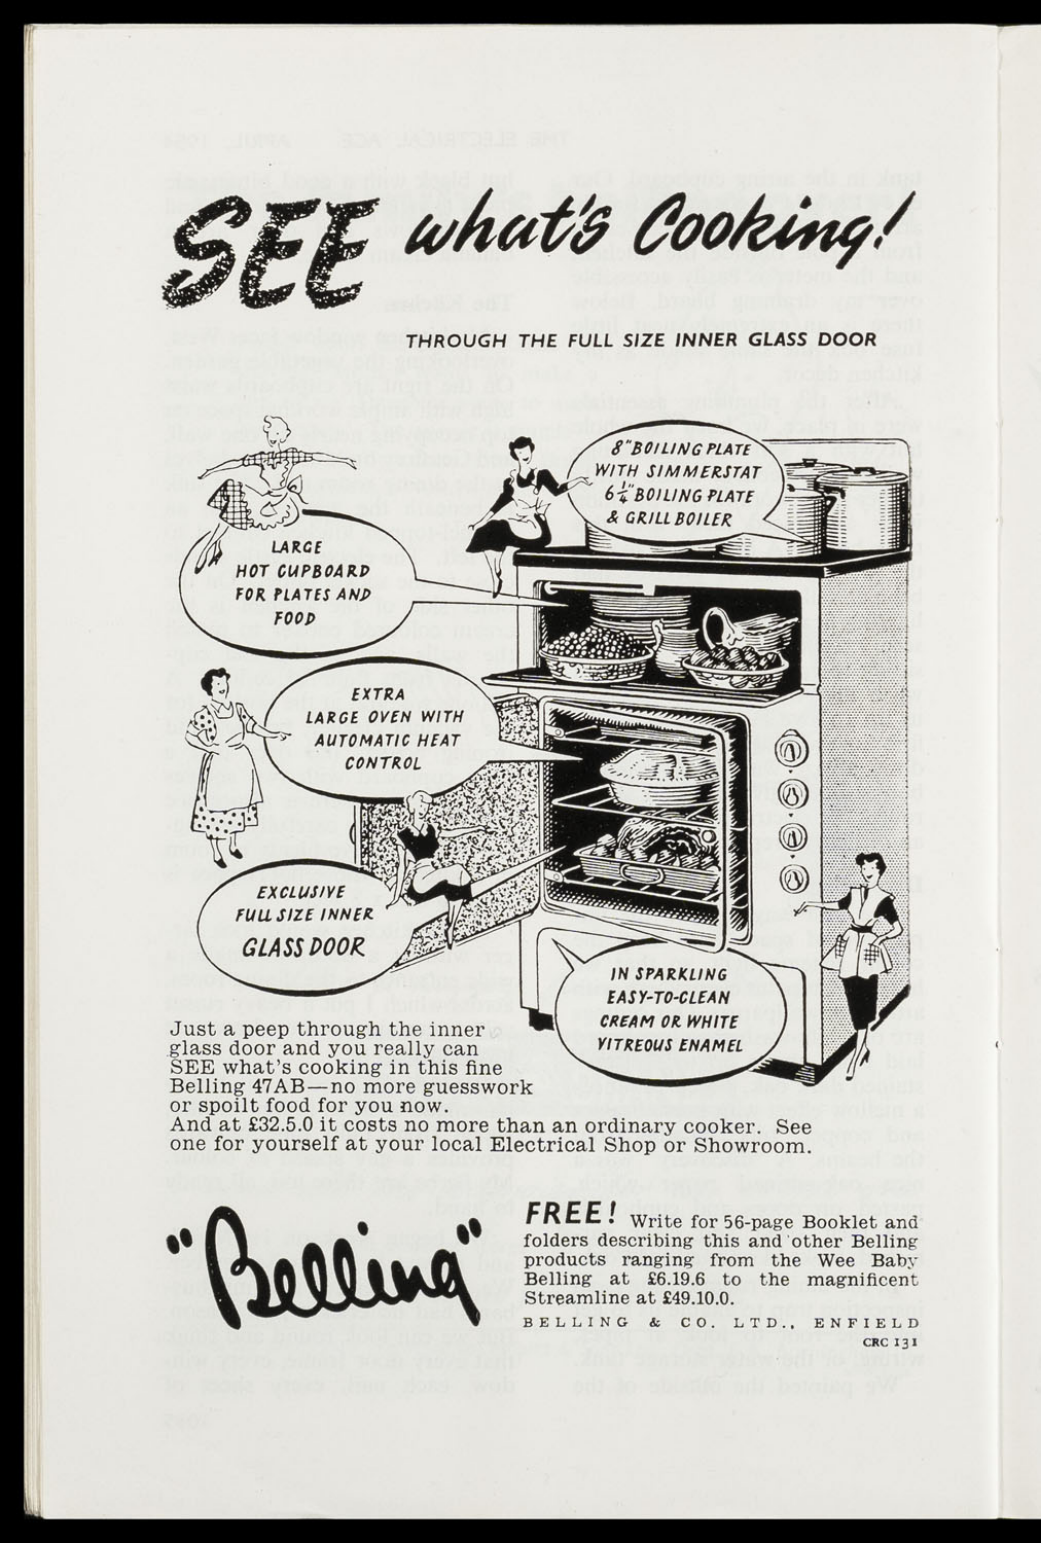 SEE what's Cooking!
THROUGH THE FULL SIZE INNER GLASS DOOR
8" BOILING PLATE
WITH SIMMERSTAT
6¼" BOILING PLATE
& GRILL BOILER
LARGE
HOT CUPBOARD
FOR PLATES AND
FOOD
EXTRA
LARGE OVEN WITH
AUTOMATIC HEAT
CONTROL
EXCLUSIVE
FULL SIZE INNER
GLASS DOOR
IN SPARKLING
EASY-TO-CLEAN
CREAM OR WHITE
VITREOUS ENAMEL
Just a peep through the inner
glass door and you really can
SEE what's cooking in this fine
Belling 47AB—no more guesswork
or spoilt food for you now.
And at £32.5.0 it costs no more than an ordinary cooker. See
one for yourself at your local Electrical Shop or Showroom.
"Belling"
FREE! Write for 56-page Booklet and
folders describing this and other Belling
products ranging from the Wee Baby
Belling at £6.19.6 to the magnificent
Streamline at £49.10.0.
BELLING & CO. LTD., ENFIELD
CRC 131